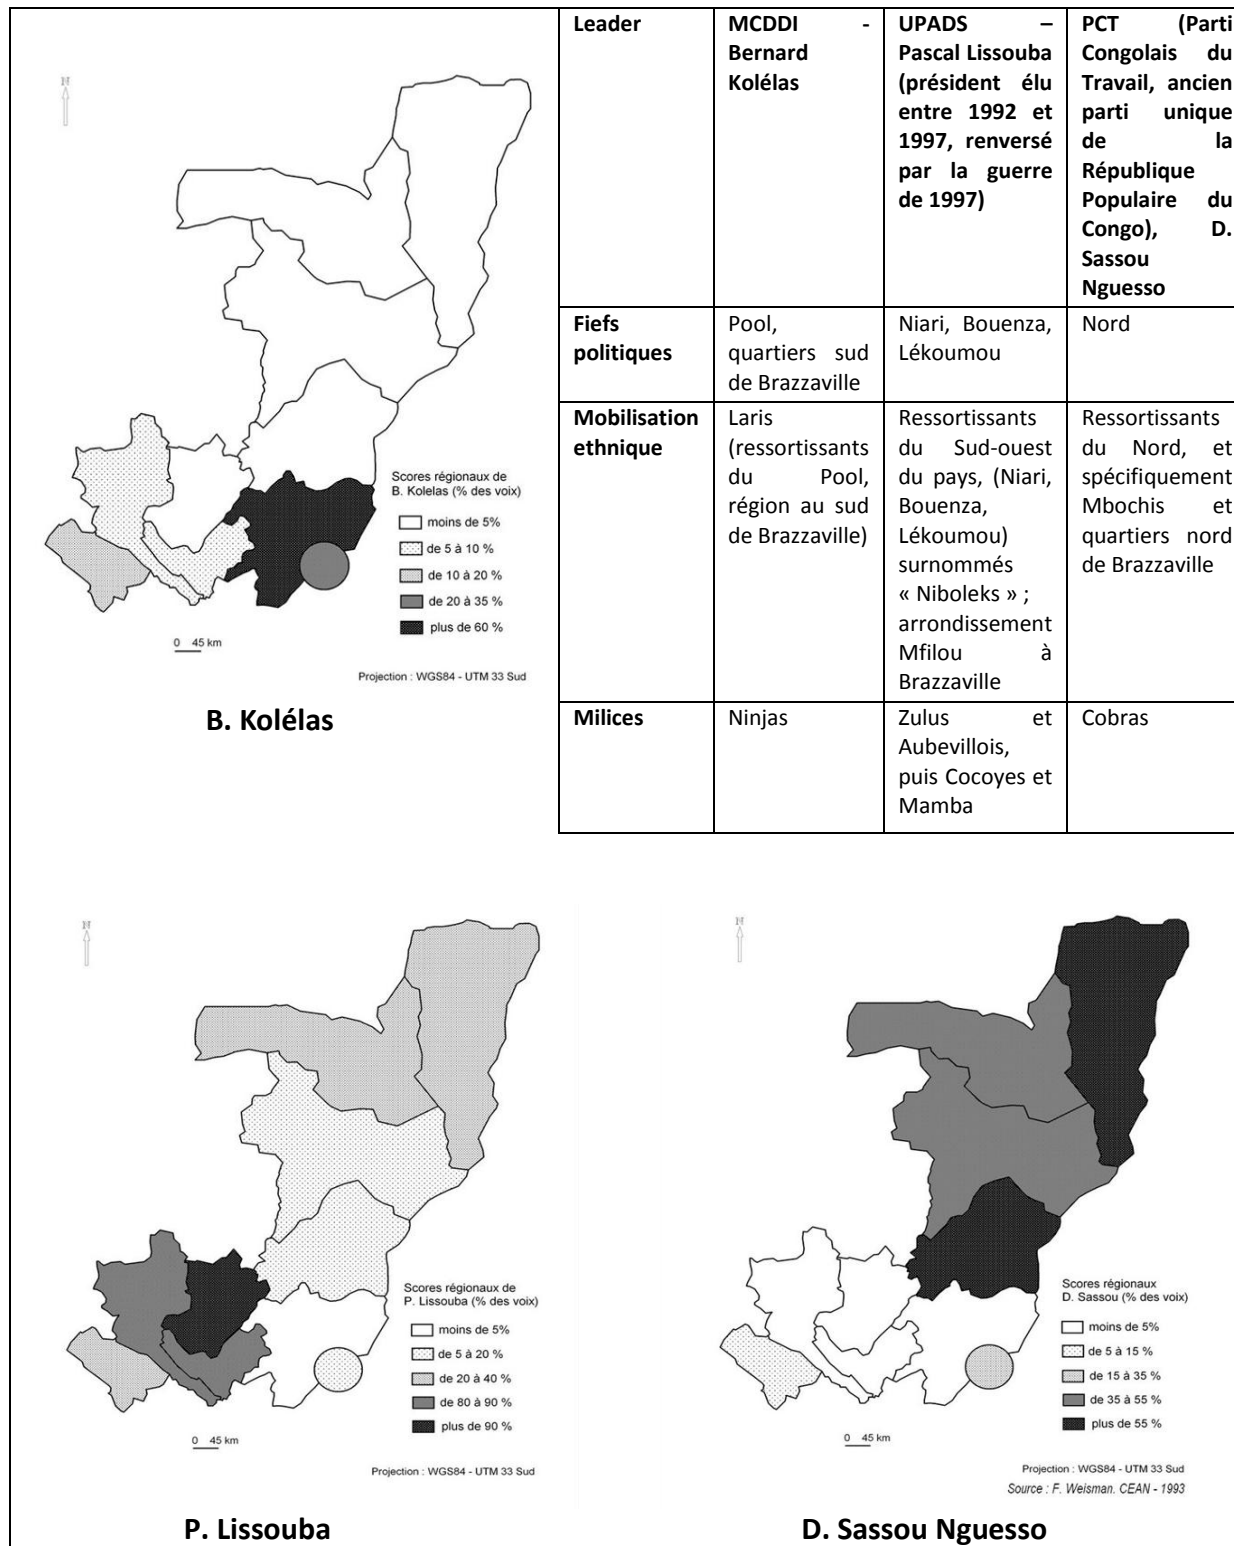 N
Scores régionaux de
B. Kolelas (% des voix)
moins de 5%
de 5 à 10 %
de 10 à 20 %
de 20 à 35 %
plus de 60 %
0 45 km
Projection : WGS84 - UTM 33 Sud
B. Kolélas
Leader
MCDDI -
Bernard
Kolélas
UPADS –
Pascal Lissouba
(président élu
entre 1992 et
1997, renversé
par la guerre
de 1997)
PCT (Parti
Congolais du
Travail, ancien
parti unique
de la
République
Populaire du
Congo), D.
Sassou
Nguesso
Fiefs
politiques
Pool,
quartiers sud
de Brazzaville
Niari, Bouenza,
Lékoumou
Nord
Mobilisation
ethnique
Laris
(ressortissants
du Pool,
région au sud
de Brazzaville)
Ressortissants
du Sud-ouest
du pays, (Niari,
Bouenza,
Lékoumou)
surnommés
« Niboleks » ;
arrondissement
Mfilou à
Brazzaville
Ressortissants
du Nord, et
spécifiquement
Mbochis et
quartiers nord
de Brazzaville
Milices
Ninjas
Zulus et
Aubevillois,
puis Cocoyes et
Mamba
Cobras
N
Scores régionaux de
P. Lissouba (% des voix)
moins de 5%
de 5 à 20 %
de 20 à 40 %
de 80 à 90 %
plus de 90 %
0 45 km
Projection : WGS84 - UTM 33 Sud
P. Lissouba
N
Scores régionaux
D. Sassou (% des voix)
moins de 5%
de 5 à 15 %
de 15 à 35 %
de 35 à 55 %
plus de 55 %
0 45 km
Projection : WGS84 - UTM 33 Sud
Source : F. Weisman. CEAN - 1993
D. Sassou Nguesso